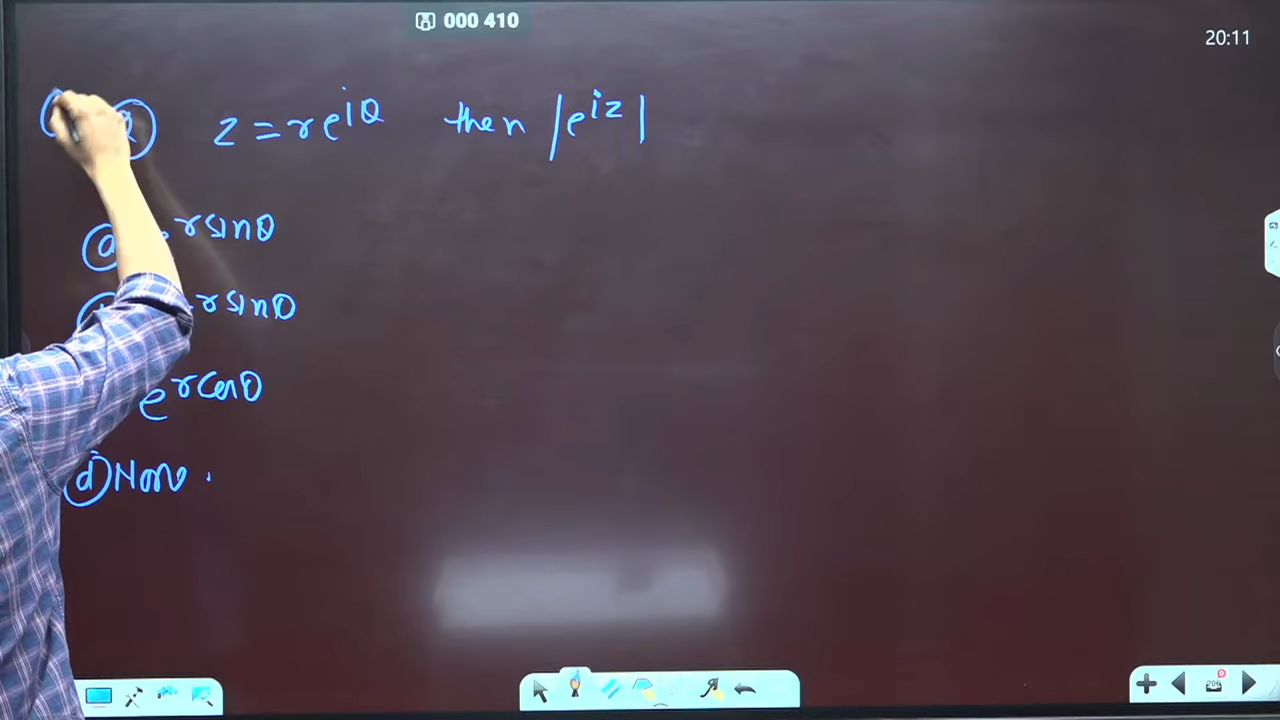 000 410
20:11
Q z = re^{iθ} then |e^{iz}|
(a) rsinθ
rsinθ
e^{rcosθ}
(d) None .